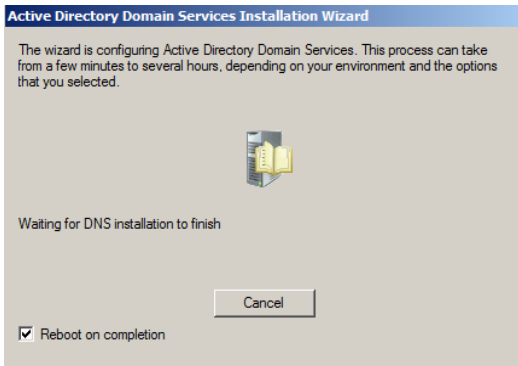 Active Directory Domain Services Installation Wizard
The wizard is configuring Active Directory Domain Services. This process can take
from a few minutes to several hours, depending on your environment and the options
that you selected.
Waiting for DNS installation to finish
Cancel
Reboot on completion